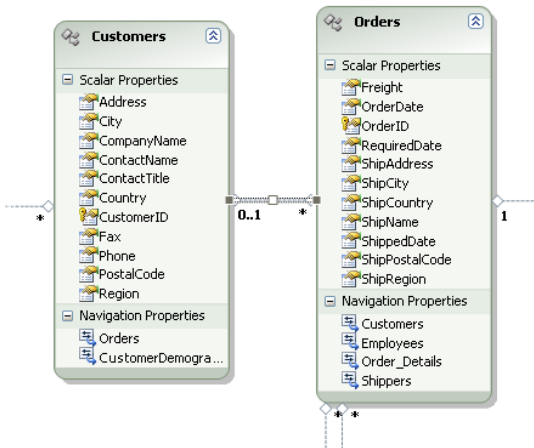 Customers
Scalar Properties
Address
City
CompanyName
ContactName
ContactTitle
Country
CustomerID
Fax
Phone
PostalCode
Region
Navigation Properties
Orders
CustomerDemogra...
*
0..1
*
Orders
Scalar Properties
Freight
OrderDate
OrderID
RequiredDate
ShipAddress
ShipCity
ShipCountry
ShipName
ShippedDate
ShipPostalCode
ShipRegion
Navigation Properties
Customers
Employees
Order_Details
Shippers
1
* *